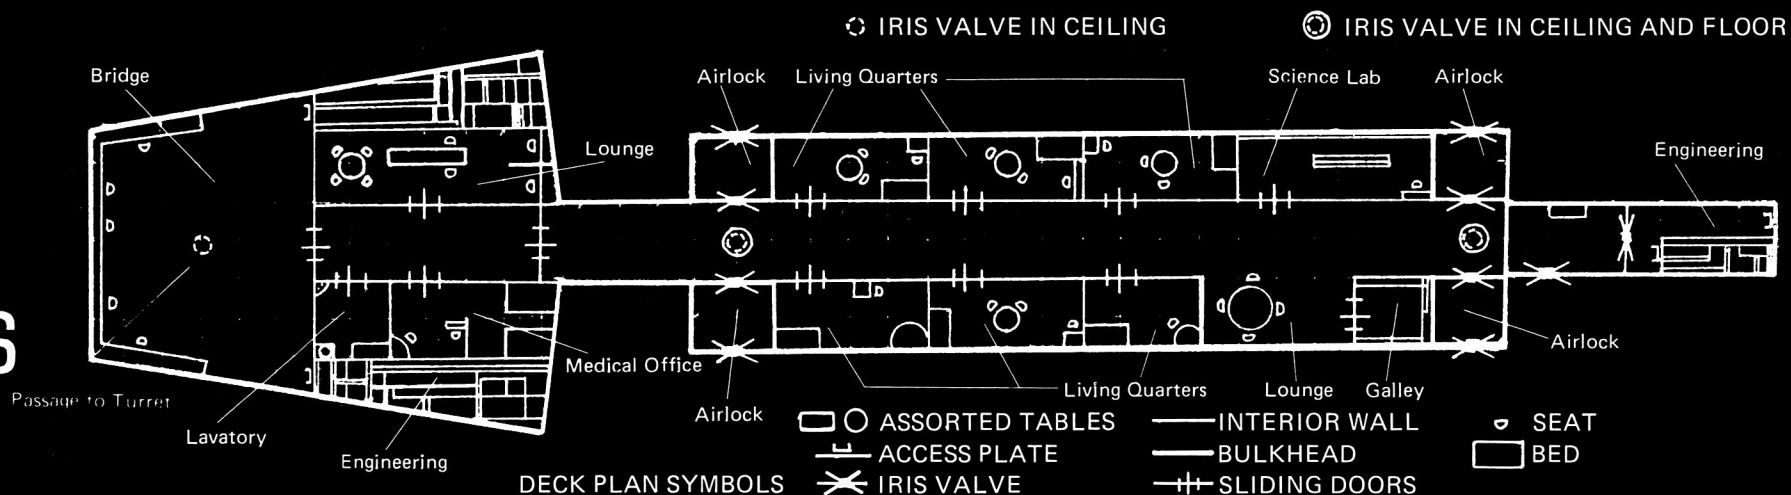 IRIS VALVE IN CEILING
IRIS VALVE IN CEILING AND FLOOR
Bridge
Airlock
Living Quarters
Science Lab
Airlock
Lounge
Engineering
S
Passage to Turret
Lavatory
Engineering
Medical Office
Airlock
Living Quarters
Lounge
Galley
Airlock
ASSORTED TABLES
INTERIOR WALL
SEAT
ACCESS PLATE
BULKHEAD
BED
DECK PLAN SYMBOLS
IRIS VALVE
SLIDING DOORS